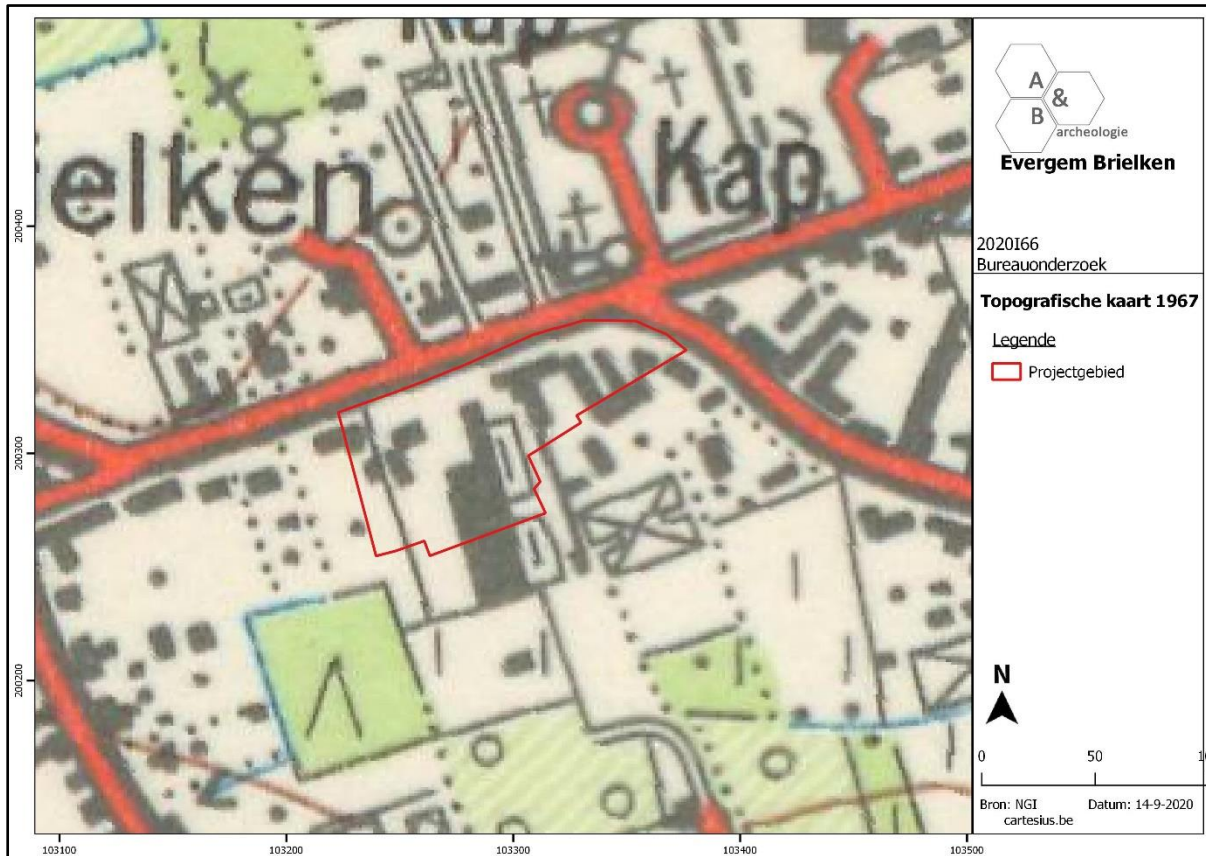 Kap
elken
Kap
200400
200300
200200
103100
103200
103300
103400
103500
A
&
B
archeologie
Evergem Brielken
2020I66
Bureauonderzoek
Topografische kaart 1967
Legende
Projectgebied
N
0 50
Bron: NGI Datum: 14-9-2020
cartesius.be